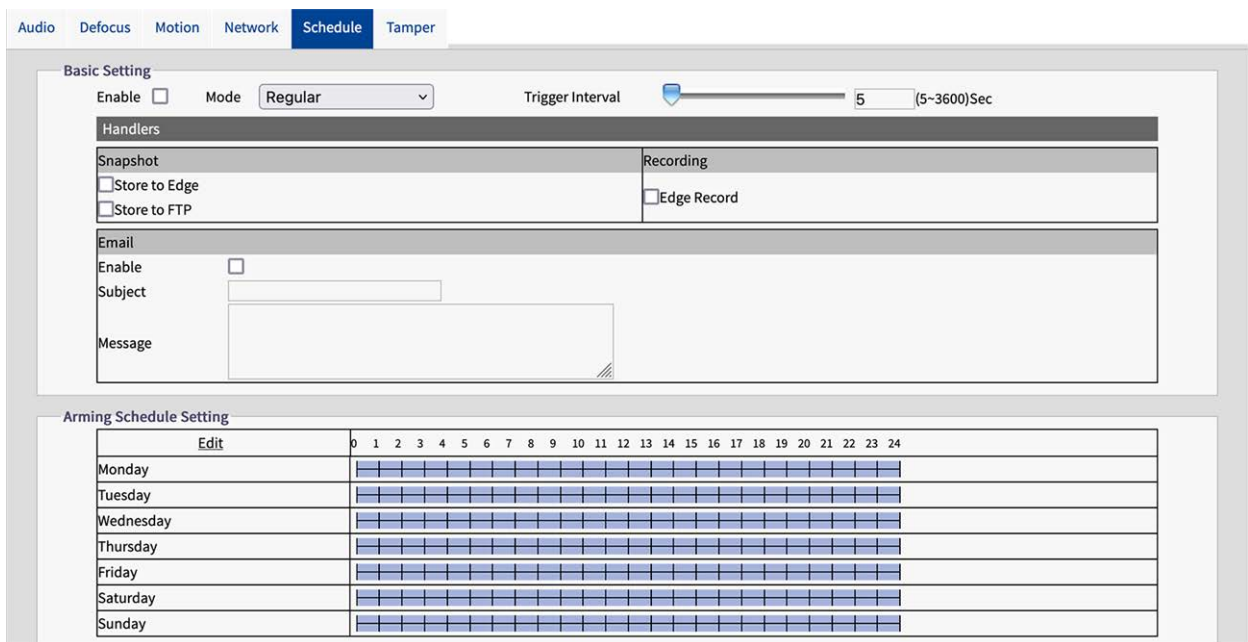 Audio Defocus Motion Network Schedule Tamper
Basic Setting
Enable Mode Regular Trigger Interval 5 (5~3600)Sec
Handlers
Snapshot Recording
Store to Edge
Edge Record
Store to FTP
Email
Enable
Subject
Message
Arming Schedule Setting
Edit 0 1 2 3 4 5 6 7 8 9 10 11 12 13 14 15 16 17 18 19 20 21 22 23 24
Monday
Tuesday
Wednesday
Thursday
Friday
Saturday
Sunday